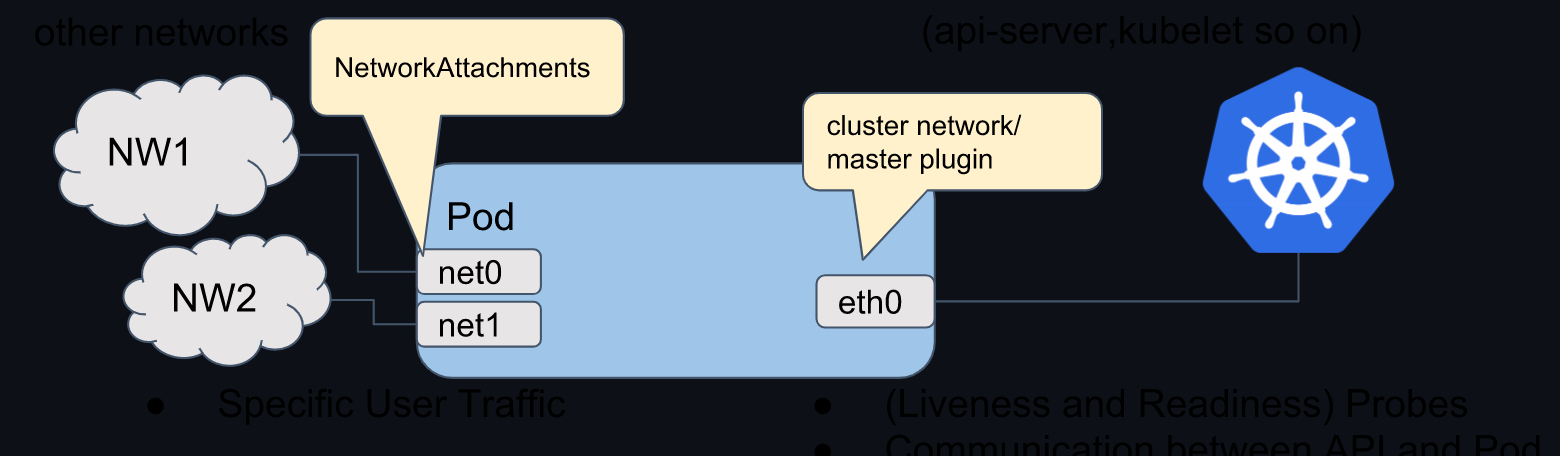 other networks
(api-server,kubelet so on)
NetworkAttachments
cluster network/
master plugin
NW1
NW2
Pod
net0
net1
eth0
● Specific User Traffic
● (Liveness and Readiness) Probes
● Communication between API and Pod